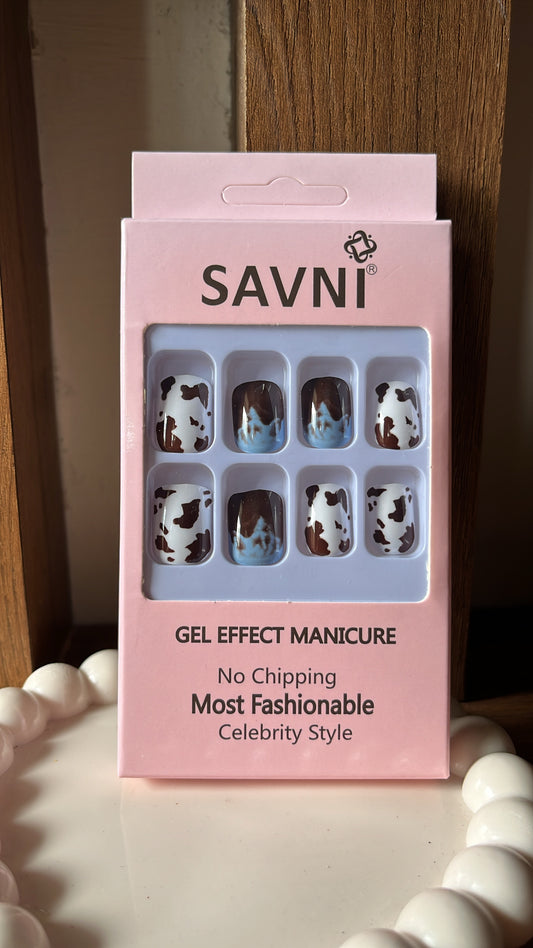 SAVNI®
GEL EFFECT MANICURE
No Chipping
Most Fashionable
Celebrity Style